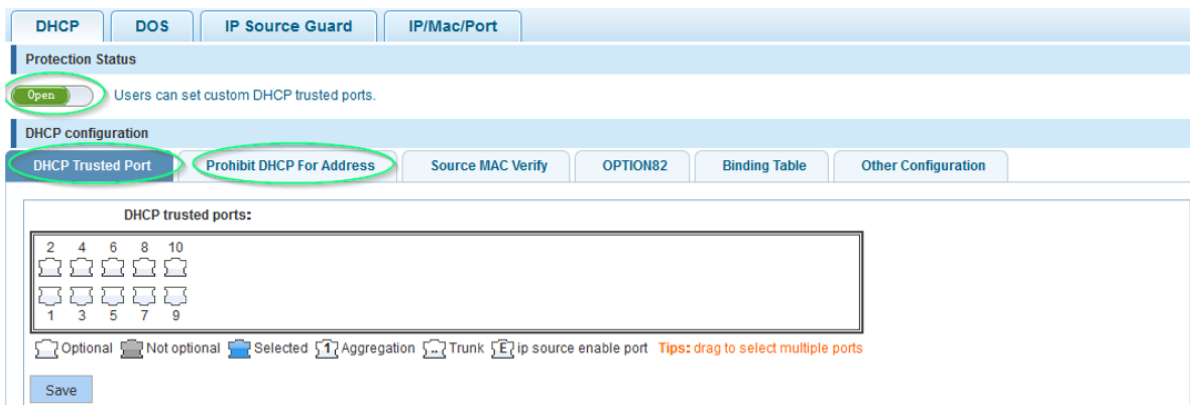 DHCP DOS IP Source Guard IP/Mac/Port
Protection Status
Open Users can set custom DHCP trusted ports.
DHCP configuration
DHCP Trusted Port Prohibit DHCP For Address Source MAC Verify OPTION82 Binding Table Other Configuration
DHCP trusted ports:
2 4 6 8 10
1 3 5 7 9
Optional Not optional Selected 1 Aggregation .. Trunk E ip source enable port Tips: drag to select multiple ports
Save